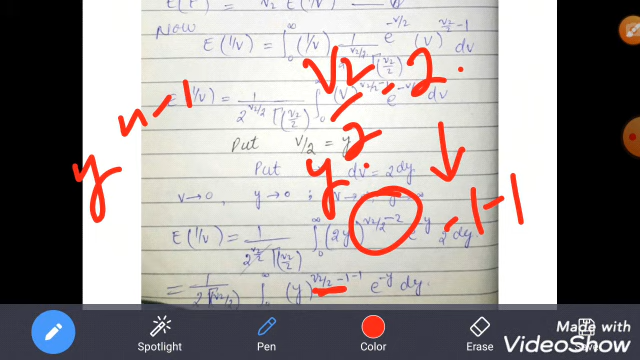 E(F) = ν₂ E(1/V)
Now
E(1/V) = ∫₀^∞ (1/V) 1/(2^{ν₂/2} Γ(ν₂/2)) e^{-V/2} (V)^{ν₂/2 -1} dv
E(1/V) = 1/(2^{ν₂/2} Γ(ν₂/2)) ∫₀^∞ (V) e^{-V/2} dv
√2 - 2.
2
y^{n-1}
y.
Put V/2 = y
Put dv = 2dy
V→0, y→0 ;
-1-1
E(1/V) = 1/(2^{ν₂/2} Γ(ν₂/2)) ∫₀^∞ (2y)^{ν₂/2 -2} e^{-y} 2dy
= 1/(2 Γ(ν₂/2)) ∫₀^∞ (y)^{ν₂/2 -1-1} e^{-y} dy.
Spotlight
Pen
Color
Erase
Save
Made with
VideoShow